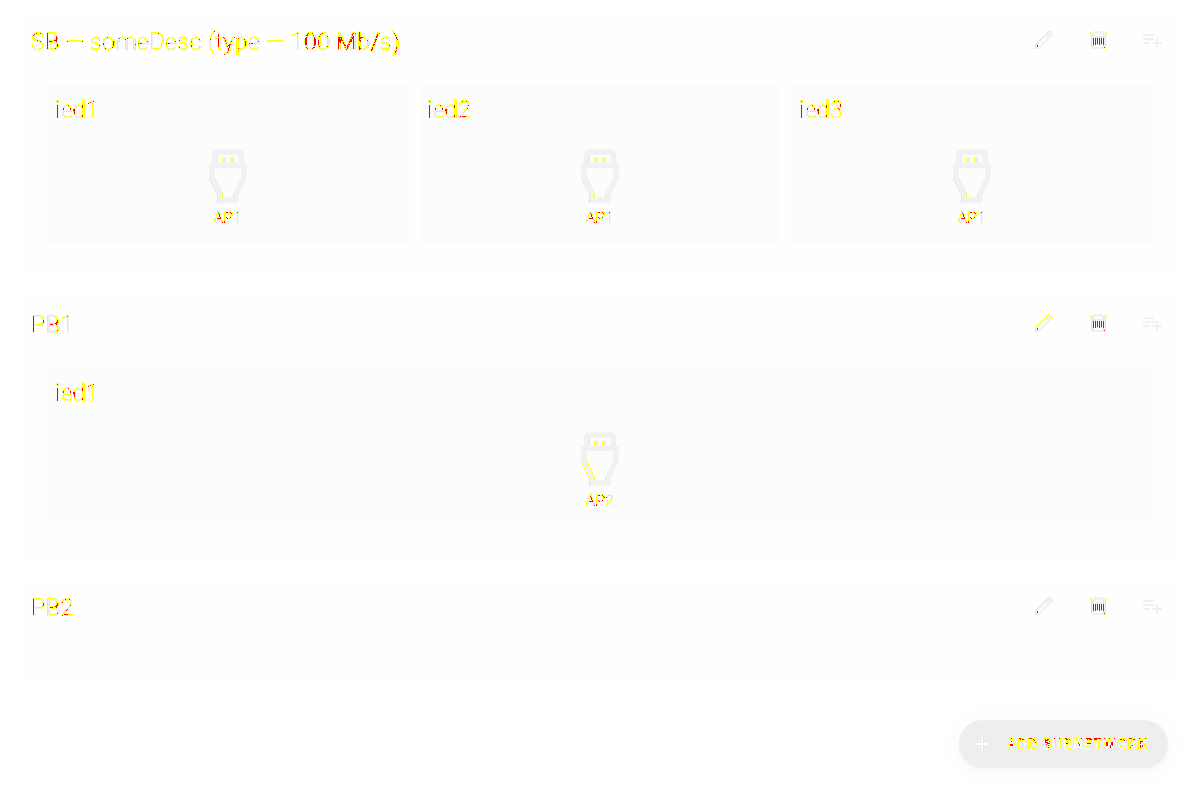 SB — someDesc (type — 100 Mb/s)
ied1
ied2
ied3
AP1
AP1
AP1
PB1
ied1
AP2
PB2
ADD SUBNETWORK